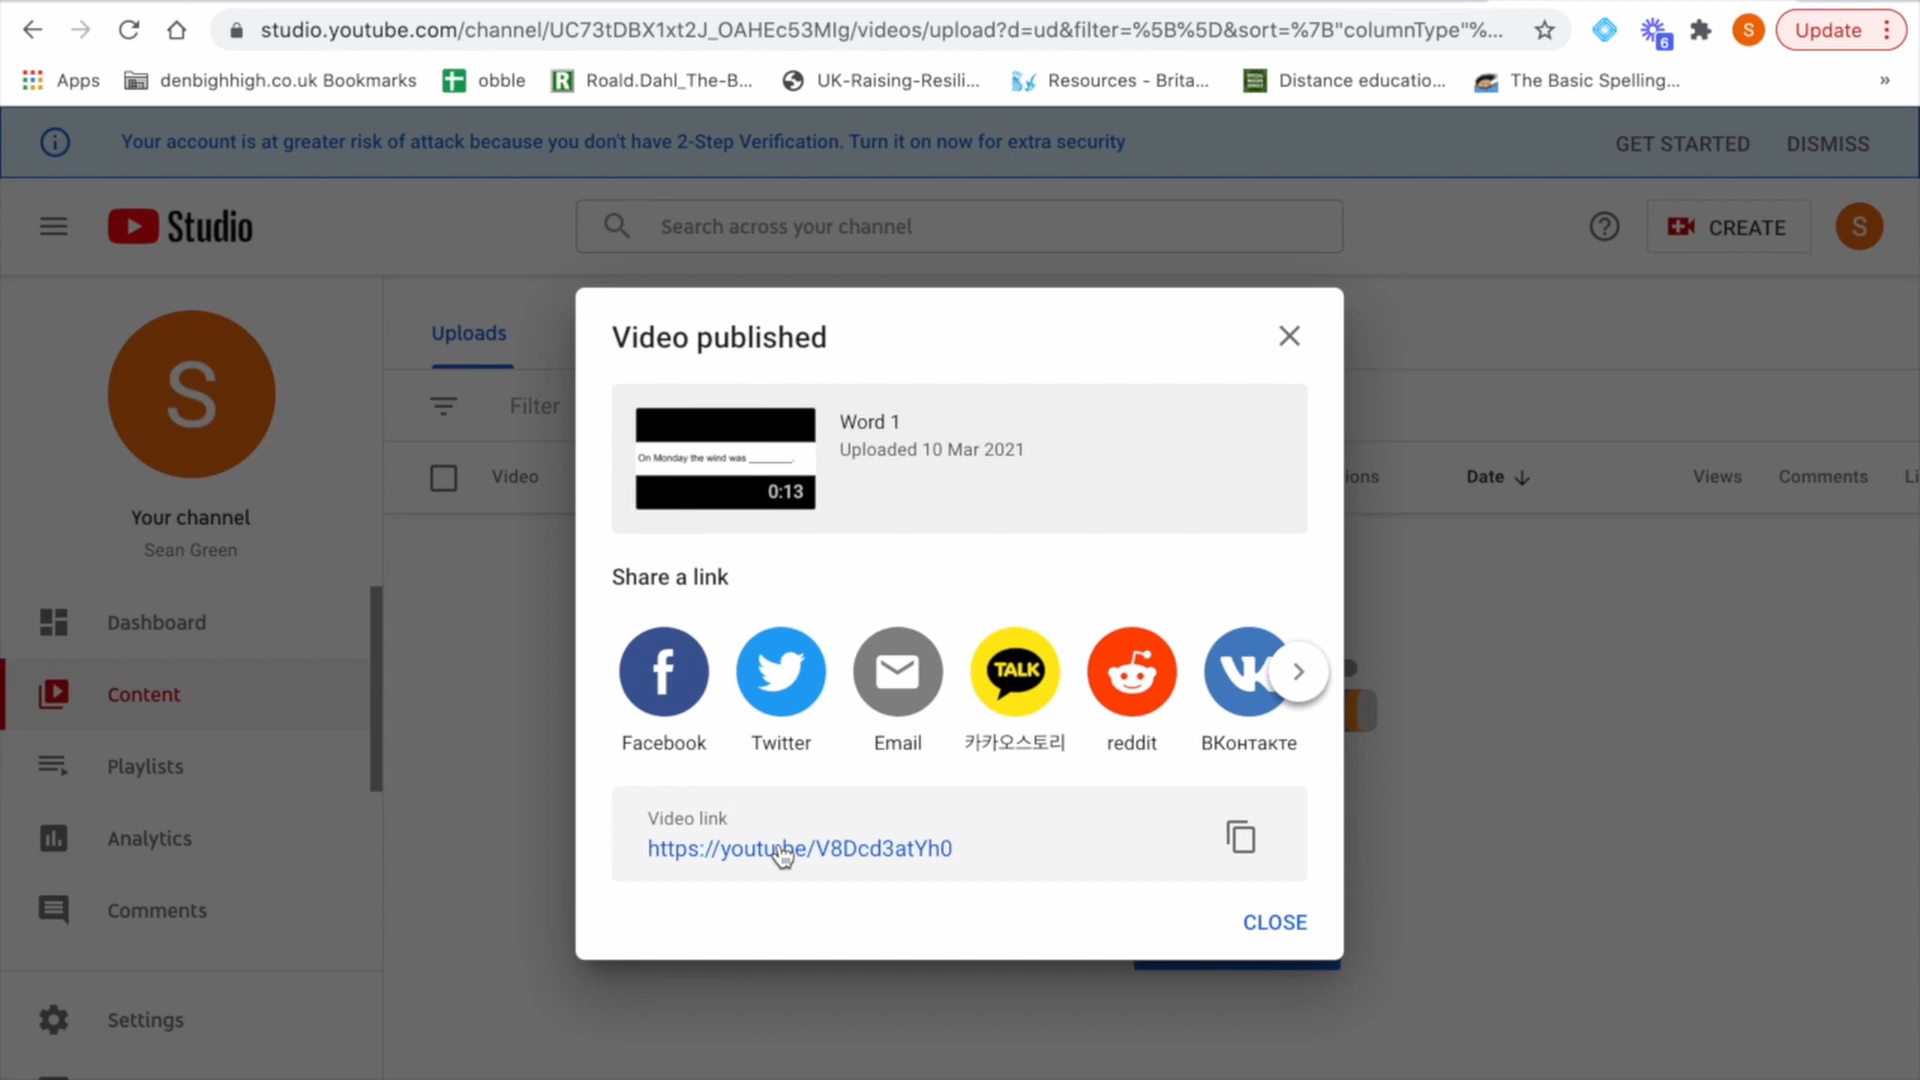 studio.youtube.com/channel/UC73tDBX1xt2J_OAHEc53MIg/videos/upload?d=ud&filter=%5B%5D&sort=%7B"columnType"%...
6
S
Update
Apps
denbighhigh.co.uk Bookmarks
obble
Roald.Dahl_The-B...
UK-Raising-Resili...
Resources - Brita...
Distance educatio...
The Basic Spelling...
»
Your account is at greater risk of attack because you don't have 2-Step Verification. Turn it on now for extra security
GET STARTED
DISMISS
Studio
Search across your channel
CREATE
S
S
Your channel
Sean Green
Dashboard
Content
Playlists
Analytics
Comments
Settings
Uploads
Filter
Video
ions
Date
Views
Comments
Li
Video published
On Monday the wind was ________.
0:13
Word 1
Uploaded 10 Mar 2021
Share a link
TALK
Facebook
Twitter
Email
카카오스토리
reddit
ВКонтакте
Video link
https://youtu.be/V8Dcd3atYh0
CLOSE